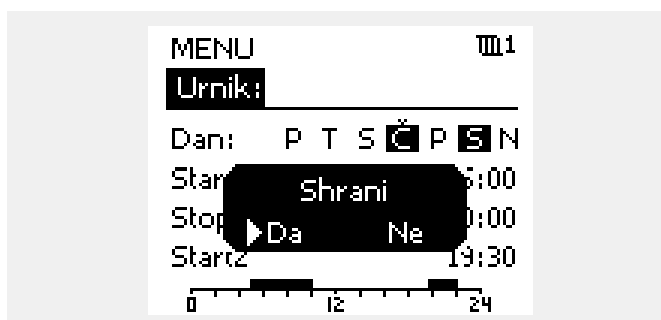 MENU 1
Urnik:
Dan: P T S Č P S N
Shrani
Da Ne
:00
:00
19:30
0 12 24